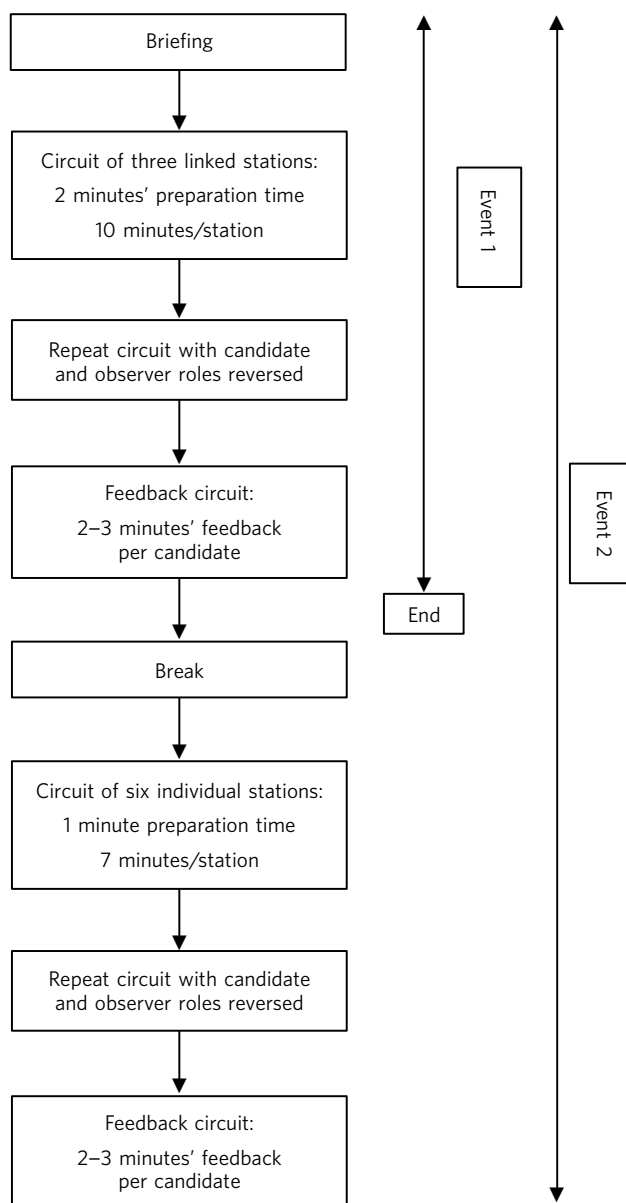 Briefing
Circuit of three linked stations:
2 minutes’ preparation time
10 minutes/station
Event 1
Repeat circuit with candidate
and observer roles reversed
Feedback circuit:
2–3 minutes’ feedback
per candidate
Event 2
End
Break
Circuit of six individual stations:
1 minute preparation time
7 minutes/station
Repeat circuit with candidate
and observer roles reversed
Feedback circuit:
2–3 minutes’ feedback
per candidate